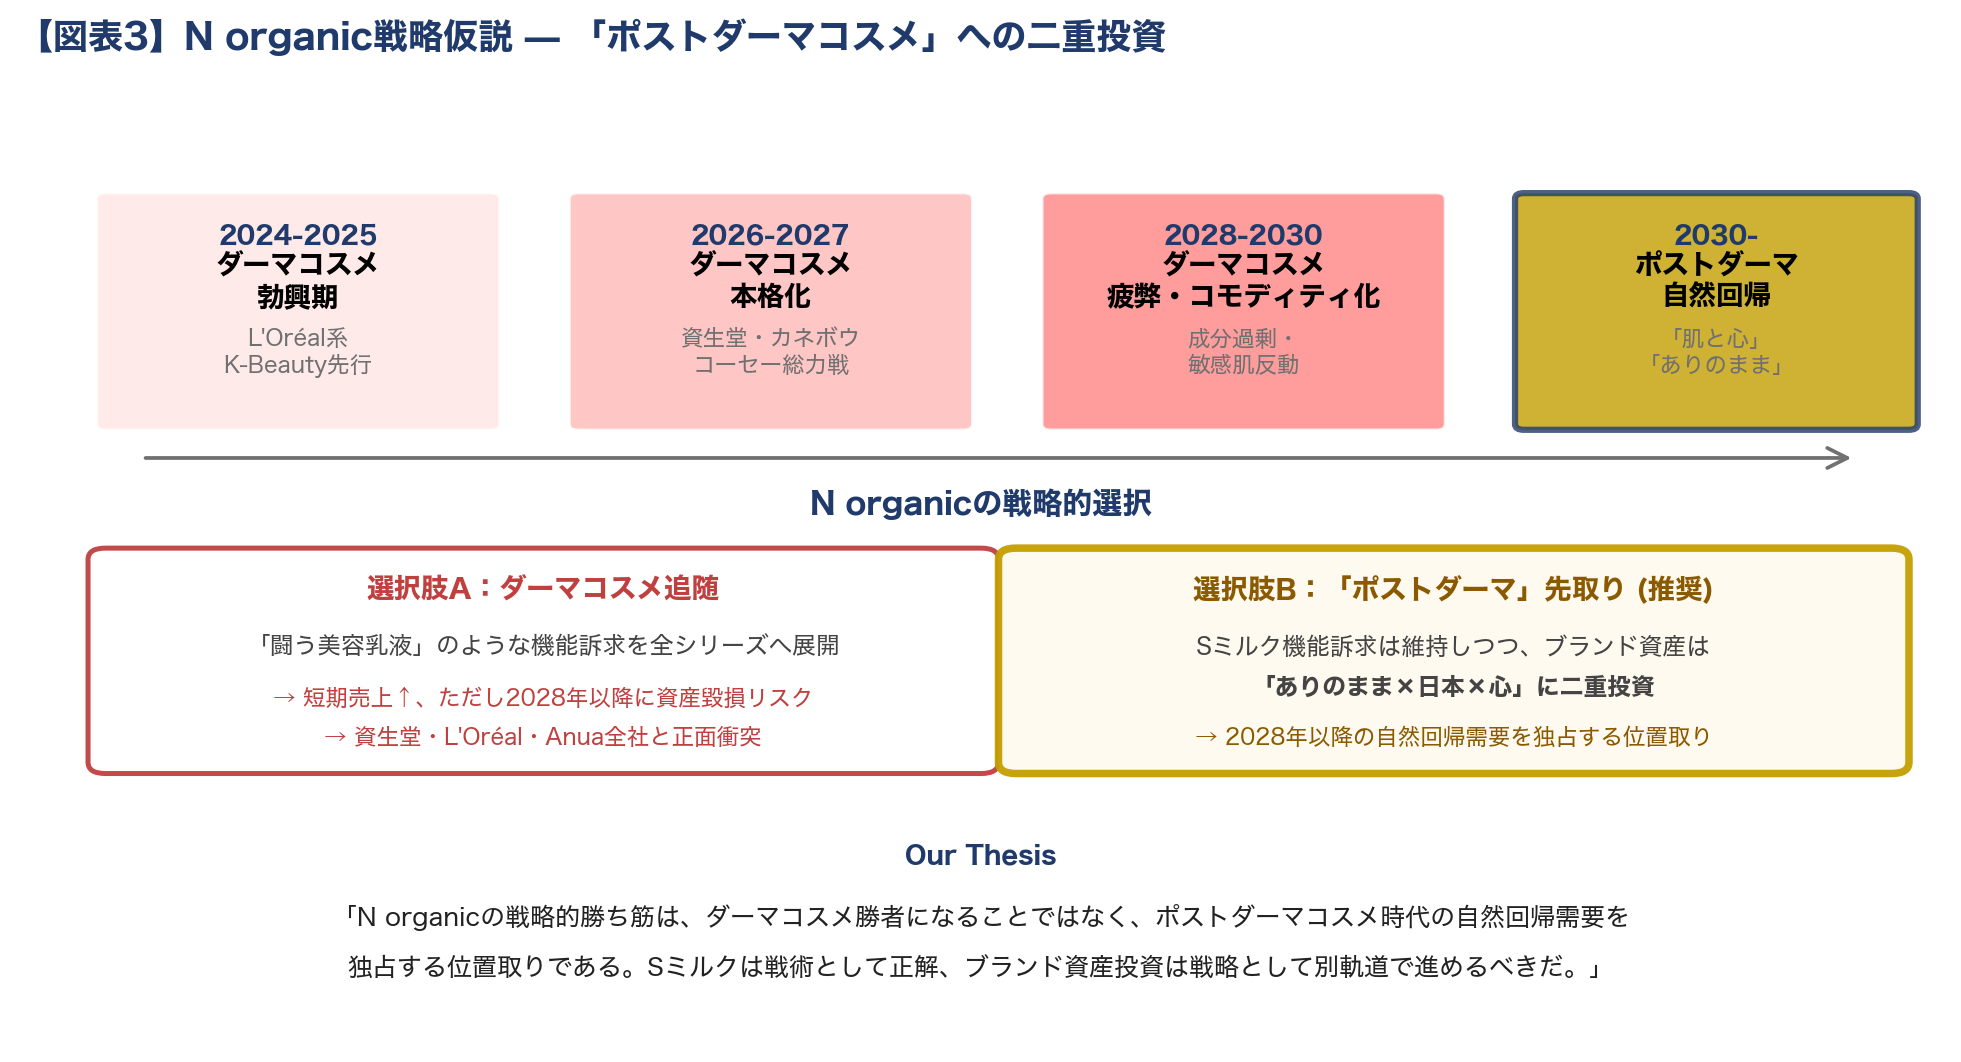 【図表3】N organic戦略仮説 — 「ポストダーマコスメ」への二重投資
2024-2025
ダーマコスメ
勃興期
L'Oréal系
K-Beauty先行
2026-2027
ダーマコスメ
本格化
資生堂・カネボウ
コーセー総力戦
2028-2030
ダーマコスメ
疲弊・コモディティ化
成分過剰・
敏感肌反動
2030-
ポストダーマ
自然回帰
「肌と心」
「ありのまま」
N organicの戦略的選択
選択肢A：ダーマコスメ追随
「闘う美容乳液」のような機能訴求を全シリーズへ展開
→ 短期売上↑、ただし2028年以降に資産毀損リスク
→ 資生堂・L'Oréal・Anua全社と正面衝突
選択肢B：「ポストダーマ」先取り (推奨)
Sミルク機能訴求は維持しつつ、ブランド資産は
「ありのまま×日本×心」に二重投資
→ 2028年以降の自然回帰需要を独占する位置取り
Our Thesis
「N organicの戦略的勝ち筋は、ダーマコスメ勝者になることではなく、ポストダーマコスメ時代の自然回帰需要を
独占する位置取りである。Sミルクは戦術として正解、ブランド資産投資は戦略として別軌道で進めるべきだ。」